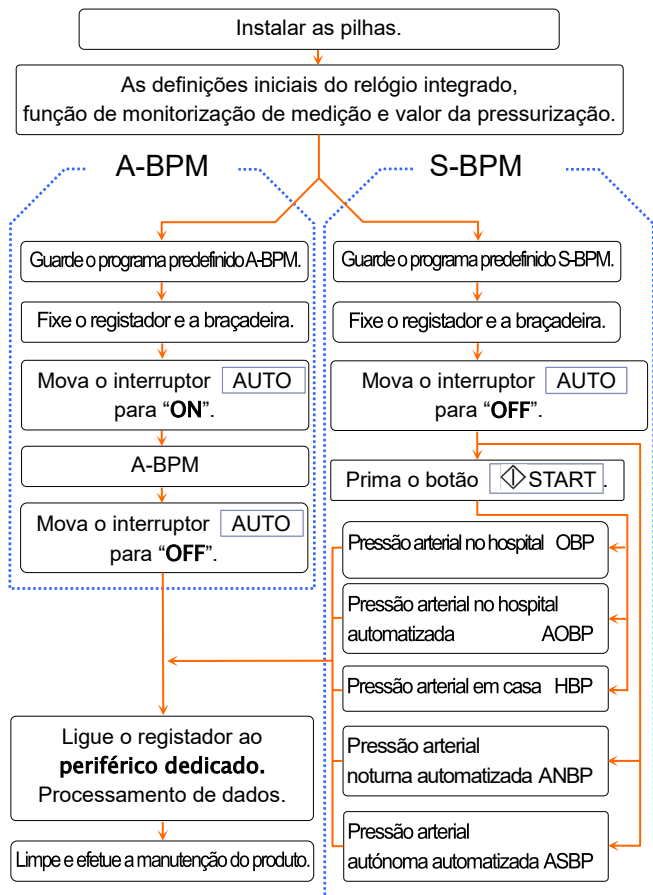 Instalar as pilhas.
As definições iniciais do relógio integrado,
função de monitorização de medição e valor da pressurização.
A-BPM
Guarde o programa predefinido A-BPM.
Fixe o registador e a braçadeira.
Mova o interruptor AUTO
para “ON”.
A-BPM
Mova o interruptor AUTO
para “OFF”.
S-BPM
Guarde o programa predefinido S-BPM.
Fixe o registador e a braçadeira.
Mova o interruptor AUTO
para “OFF”.
Prima o botão START.
Pressão arterial no hospital OBP
Pressão arterial no hospital
automatizada AOBP
Pressão arterial em casa HBP
Pressão arterial
noturna automatizada ANBP
Pressão arterial
autónoma automatizada ASBP
Ligue o registador ao
periférico dedicado.
Processamento de dados.
Limpe e efetue a manutenção do produto.